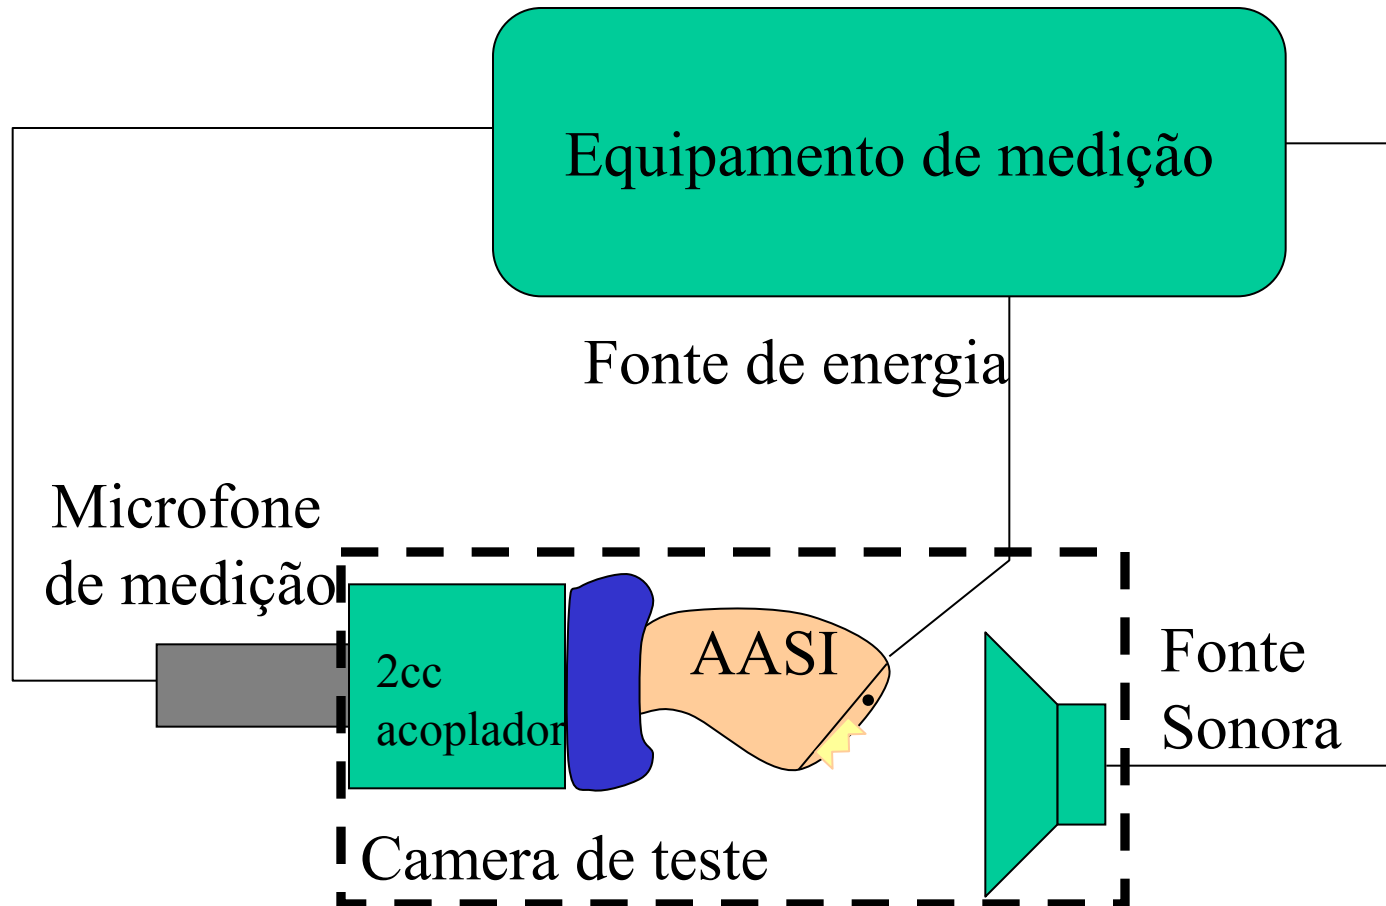 Equipamento de medição
Fonte de energia
Microfone
de medição
AASI
2cc
acoplador
Fonte
Sonora
Camera de teste